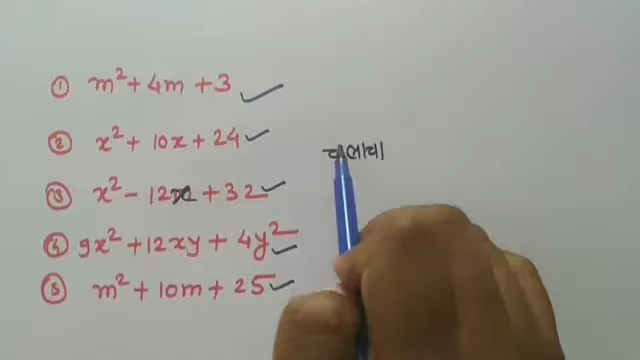 ① m² + 4m + 3
② x² + 10x + 24
③ x² - 12x + 32
④ 9x² + 12xy + 4y²
⑤ m² + 10m + 25